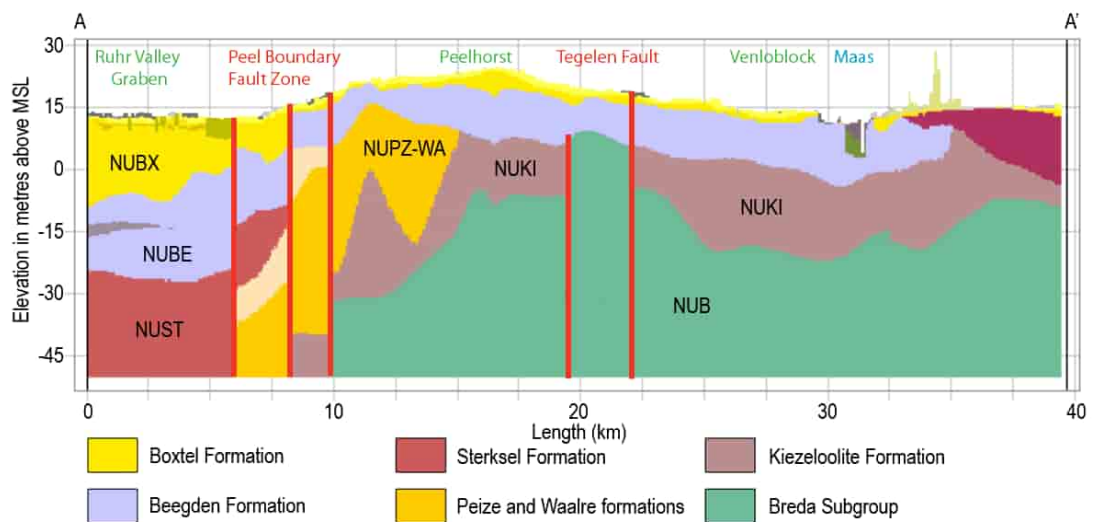 A
A'
Ruhr Valley
Graben
Peel Boundary
Fault Zone
Peelhorst
Tegelen Fault
Venloblock
Maas
Elevation in metres above MSL
30
15
0
-15
-30
-45
NUBX
NUBE
NUST
NUPZ-WA
NUKI
NUKI
NUB
0
10
20
30
40
Length (km)
Boxtel Formation
Sterksel Formation
Kiezeloolite Formation
Beegden Formation
Peize and Waalre formations
Breda Subgroup